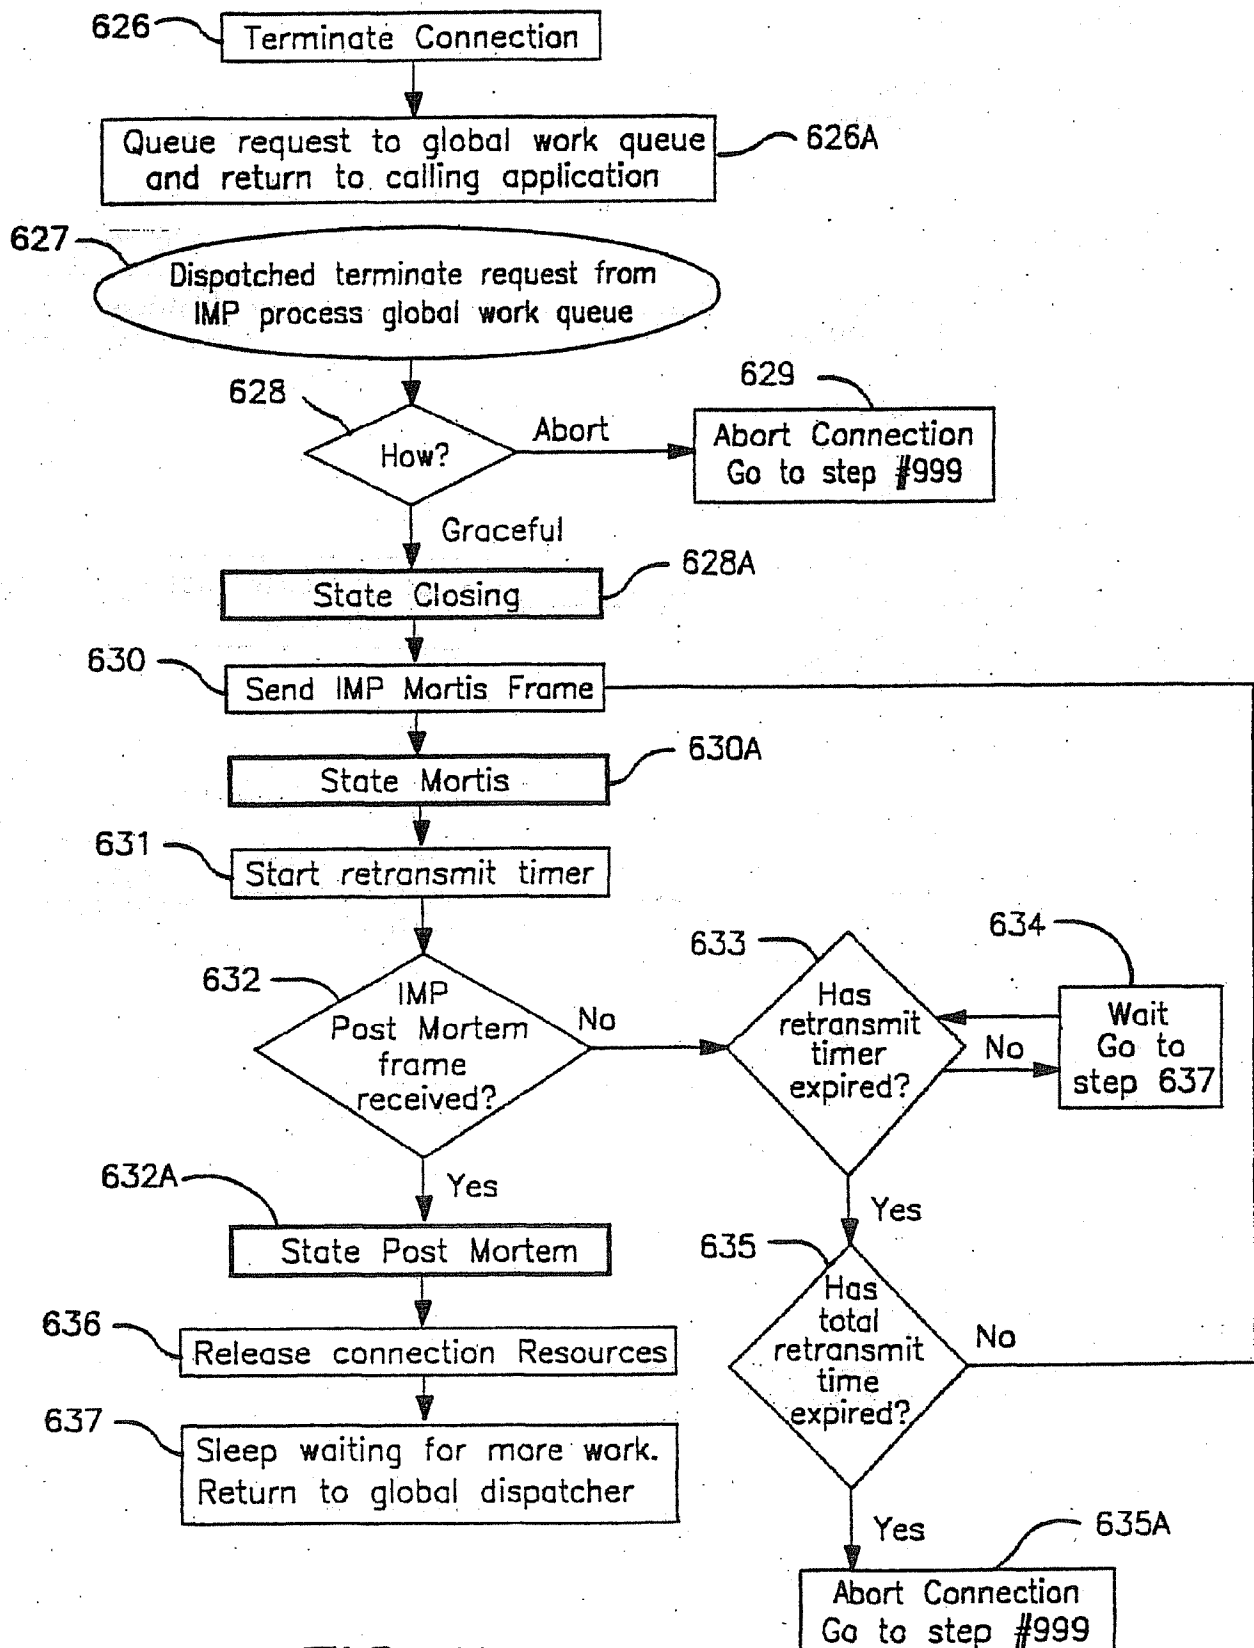 626
Terminate Connection
Queue request to global work queue
and return to calling application
626A
627
Dispatched terminate request from
IMP process global work queue
628
How?
Abort
629
Abort Connection
Go to step #999
Graceful
State Closing
628A
630
Send IMP Mortis Frame
State Mortis
630A
631
Start retransmit timer
632
IMP
Post Mortem
frame
received?
No
633
Has
retransmit
timer
expired?
No
634
Wait
Go to
step 637
Yes
632A
State Post Mortem
Yes
635
Has
total
retransmit
time
expired?
No
636
Release connection Resources
637
Sleep waiting for more work.
Return to global dispatcher
Yes
635A
Abort Connection
Go to step #999